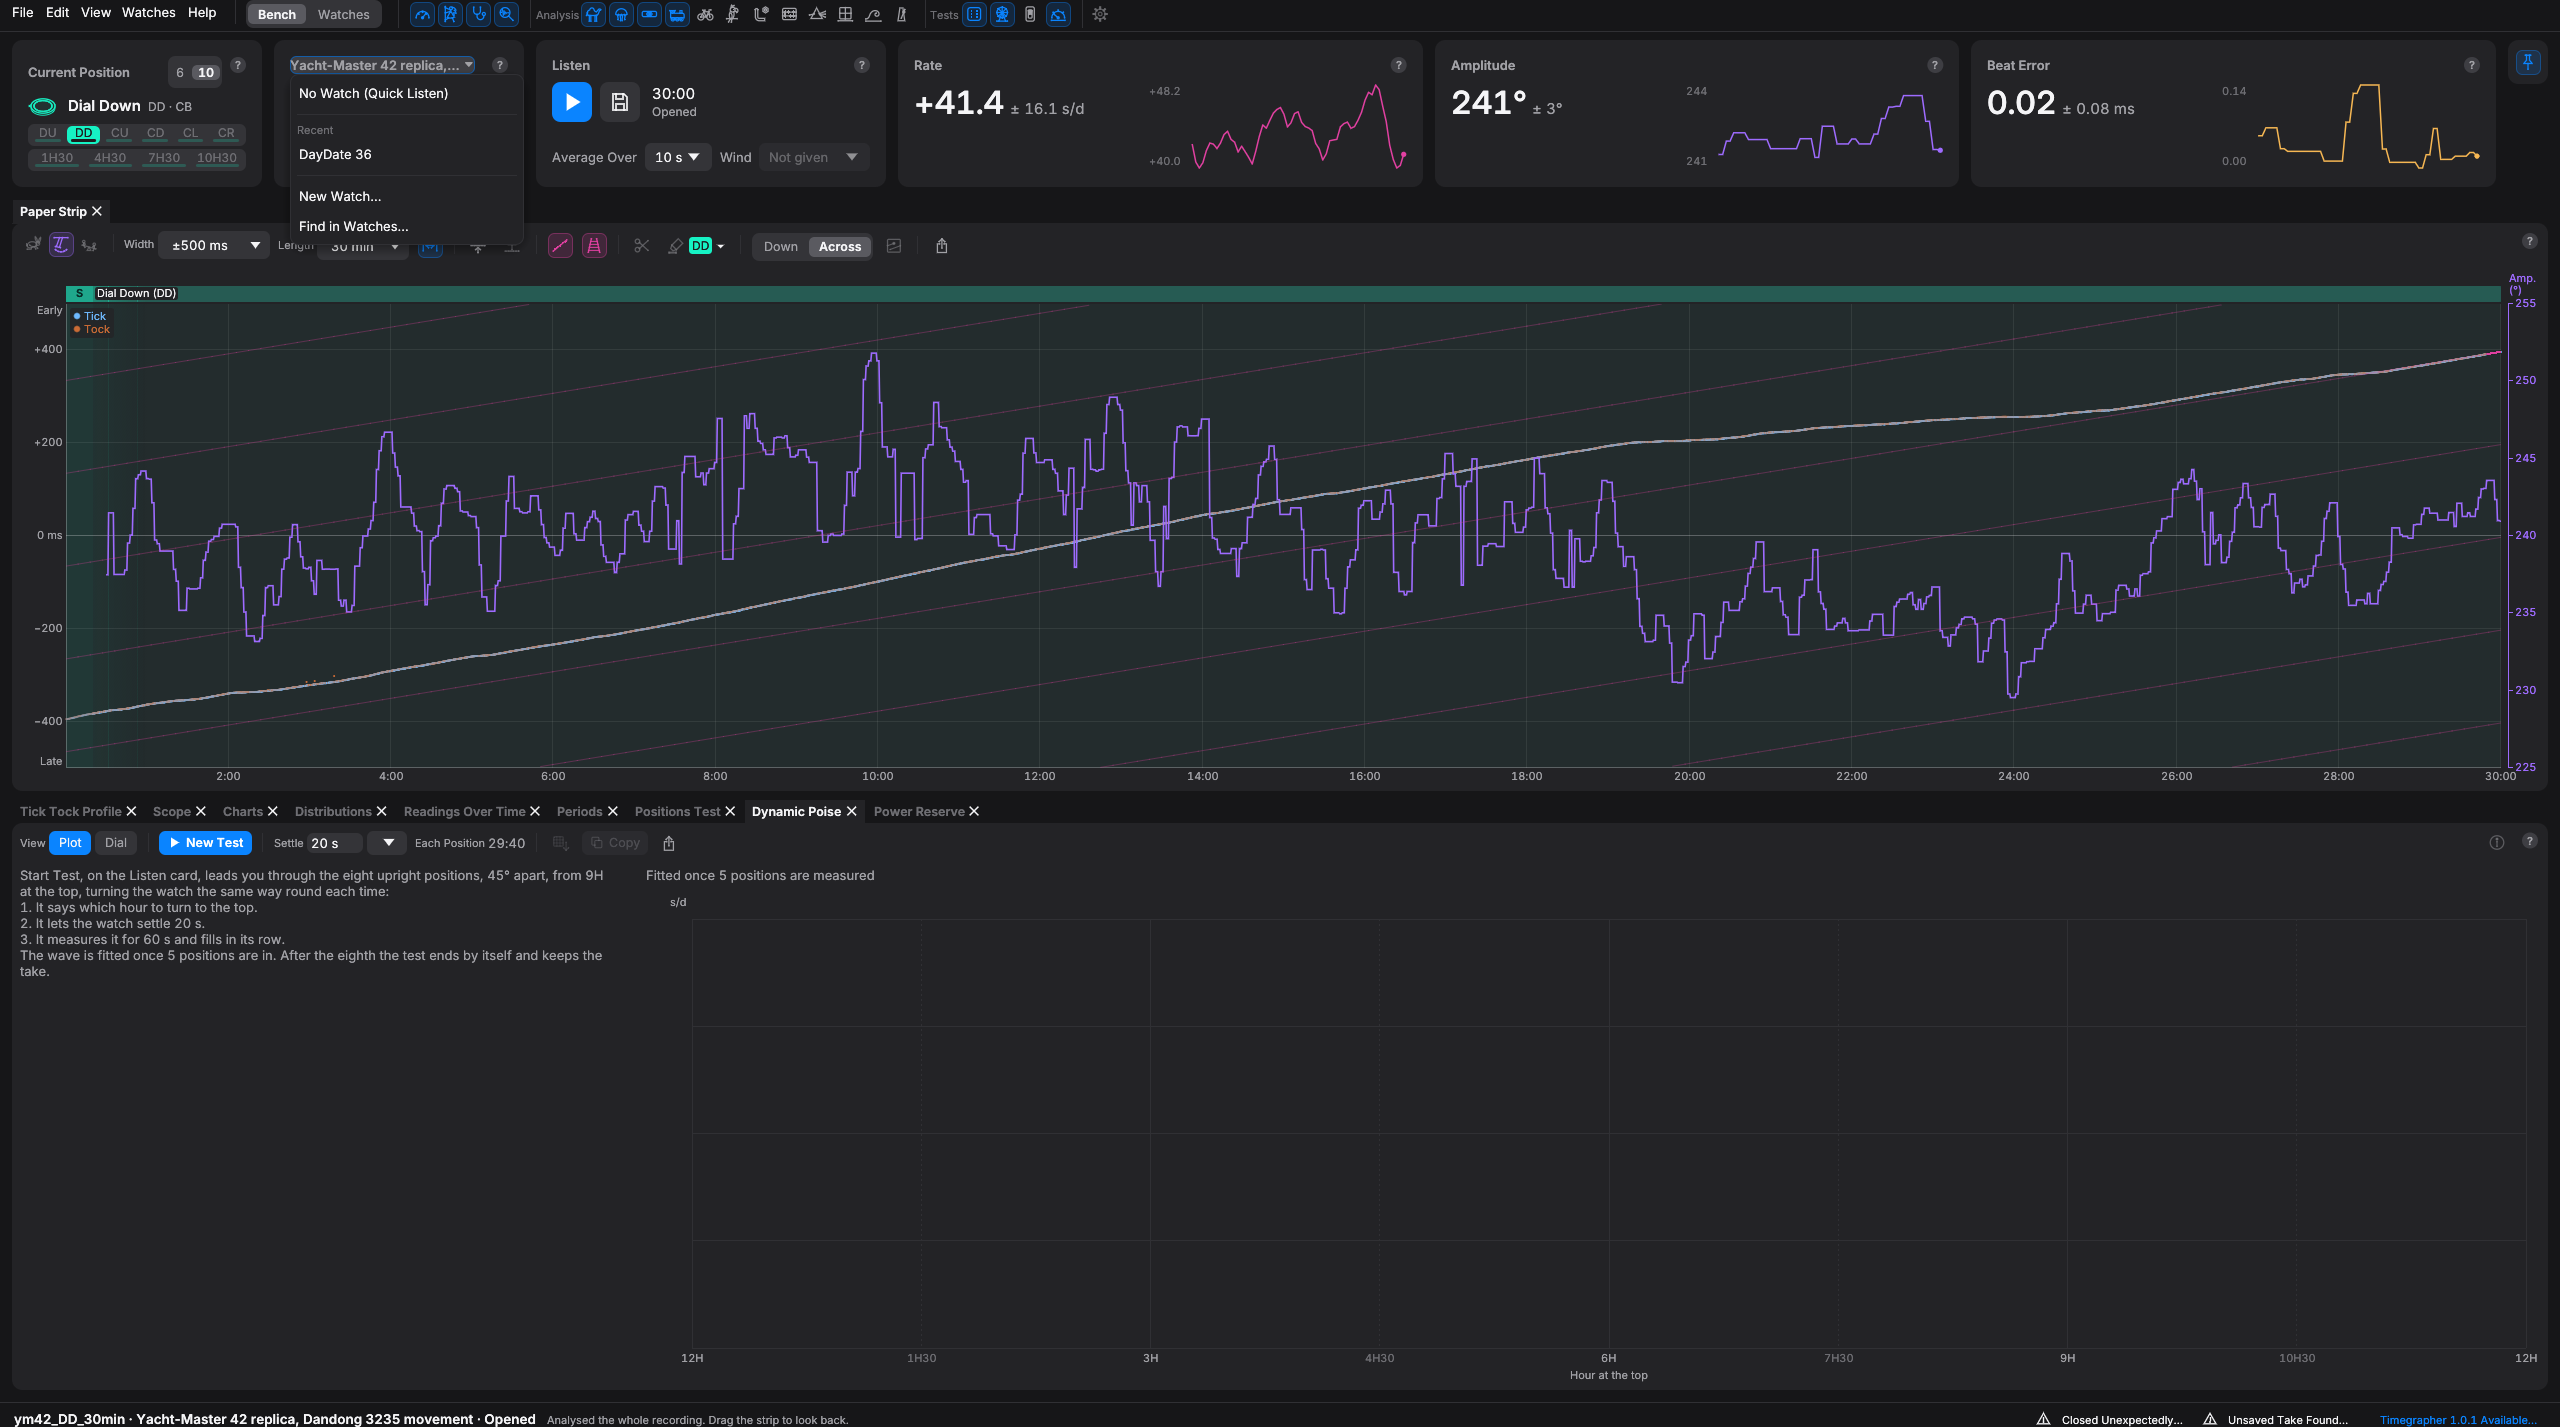 File Edit View Watches Help Bench Watches Analysis Tests
Current Position 6 10 ?
Dial Down DD · CB
DU DD CU CD CL CR
1H30 4H30 7H30 10H30
Yacht-Master 42 replica,... ?
No Watch (Quick Listen)
Recent
DayDate 36
New Watch...
Find in Watches...
Listen ?
30:00
Opened
Average Over 10 s Wind Not given
Rate ?
+41.4 ± 16.1 s/d
+48.2
+40.0
Amplitude ?
241° ± 3°
244
241
Beat Error ?
0.02 ± 0.08 ms
0.14
0.00
Paper Strip
Width ±500 ms Length 30 min DD Down Across ?
S Dial Down (DD)
Amp.
(°)
Early
Tick
Tock
+400
+200
0 ms
−200
−400
Late
255
250
245
240
235
230
225
2:00 4:00 6:00 8:00 10:00 12:00 14:00 16:00 18:00 20:00 22:00 24:00 26:00 28:00 30:00
Tick Tock Profile Scope Charts Distributions Readings Over Time Periods Positions Test Dynamic Poise Power Reserve
View Plot Dial New Test Settle 20 s Each Position 29:40 Copy ?
Start Test, on the Listen card, leads you through the eight upright positions, 45° apart, from 9H
at the top, turning the watch the same way round each time:
1. It says which hour to turn to the top.
2. It lets the watch settle 20 s.
3. It measures it for 60 s and fills in its row.
The wave is fitted once 5 positions are in. After the eighth the test ends by itself and keeps the
take.
Fitted once 5 positions are measured
s/d
12H 1H30 3H 4H30 6H 7H30 9H 10H30 12H
Hour at the top
ym42_DD_30min · Yacht-Master 42 replica, Dandong 3235 movement · Opened Analysed the whole recording. Drag the strip to look back.
Closed Unexpectedly... Unsaved Take Found... Timegrapher 1.0.1 Available...